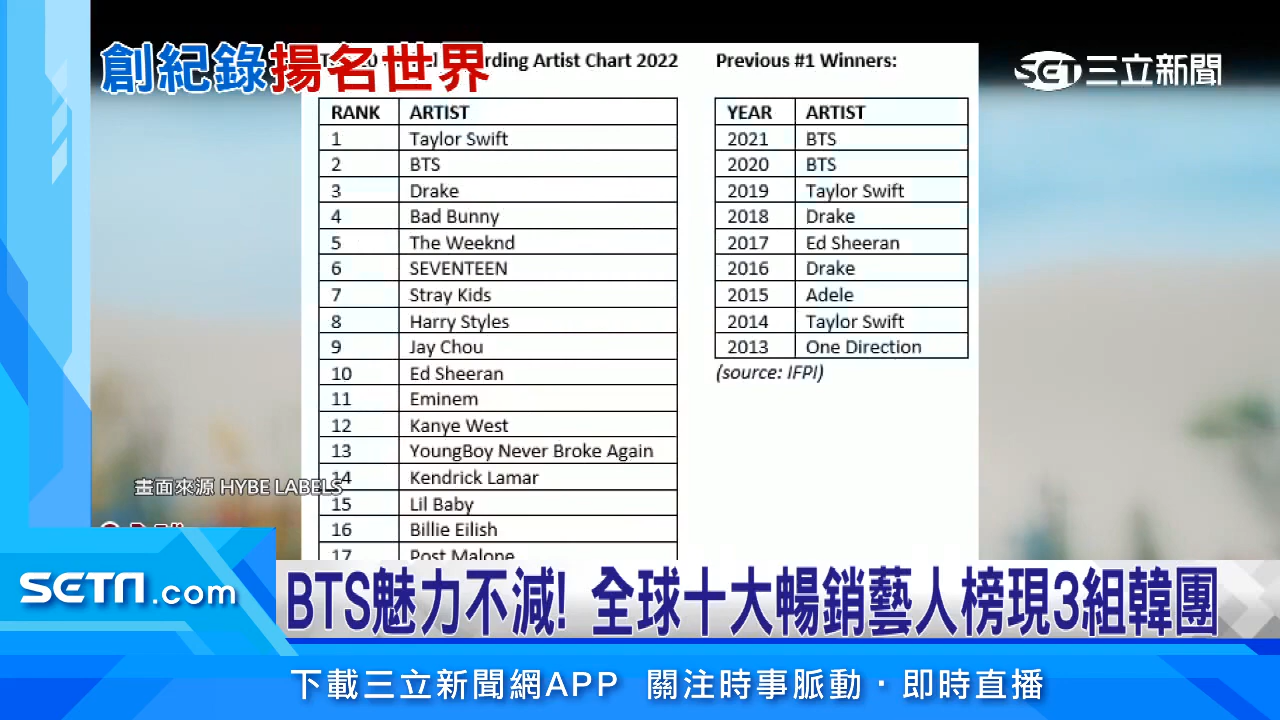 創紀錄揚名世界
SET三立新聞
rding Artist Chart 2022
RANK ARTIST
1 Taylor Swift
2 BTS
3 Drake
4 Bad Bunny
5 The Weeknd
6 SEVENTEEN
7 Stray Kids
8 Harry Styles
9 Jay Chou
10 Ed Sheeran
11 Eminem
12 Kanye West
13 YoungBoy Never Broke Again
14 Kendrick Lamar
15 Lil Baby
16 Billie Eilish
17 Post Malone
Previous #1 Winners:
YEAR ARTIST
2021 BTS
2020 BTS
2019 Taylor Swift
2018 Drake
2017 Ed Sheeran
2016 Drake
2015 Adele
2014 Taylor Swift
2013 One Direction
(source: IFPI)
畫面來源 HYBE LABELS
SETN.com
BTS魅力不減! 全球十大暢銷藝人榜現3組韓團
下載三立新聞網APP 關注時事脈動·即時直播